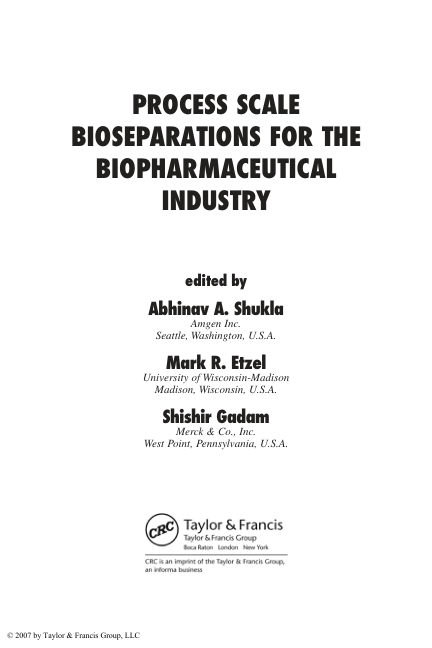 PROCESS SCALE
BIOSEPARATIONS FOR THE
BIOPHARMACEUTICAL
INDUSTRY
edited by
Abhinav A. Shukla
Amgen Inc.
Seattle, Washington, U.S.A.
Mark R. Etzel
University of Wisconsin-Madison
Madison, Wisconsin, U.S.A.
Shishir Gadam
Merck & Co., Inc.
West Point, Pennsylvania, U.S.A.
CRC
Taylor & Francis
Taylor & Francis Group
Boca Raton London New York
CRC is an imprint of the Taylor & Francis Group,
an informa business
© 2007 by Taylor & Francis Group, LLC